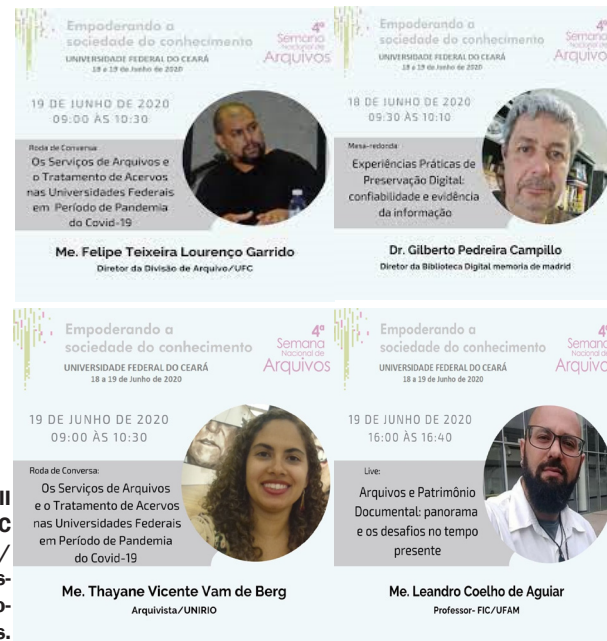 Empoderando a
sociedade do conhecimento
UNIVERSIDADE FEDERAL DO CEARÁ
18 a 19 de Junho de 2020
4º
Semana
Nacional de
Arquivos
19 DE JUNHO DE 2020
09:00 ÀS 10:30
Roda de Conversa:
Os Serviços de Arquivos e
o Tratamento de Acervos
nas Universidades Federais
em Período de Pandemia
do Covid-19
Me. Felipe Teixeira Lourenço Garrido
Diretor da Divisão de Arquivo/UFC
Empoderando a
sociedade do conhecimento
UNIVERSIDADE FEDERAL DO CEARÁ
18 a 19 de Junho de 2020
4º
Semana
Nacional de
Arquivos
18 DE JUNHO DE 2020
09:30 ÀS 10:10
Mesa-redonda
Experiências Práticas de
Preservação Digital:
confiabilidade e evidência
da informação
Dr. Gilberto Pedreira Campillo
Diretor da Biblioteca Digital memoria de madrid
Empoderando a
sociedade do conhecimento
UNIVERSIDADE FEDERAL DO CEARÁ
18 a 19 de Junho de 2020
4º
Semana
Nacional de
Arquivos
19 DE JUNHO DE 2020
09:00 ÀS 10:30
Roda de Conversa:
Os Serviços de Arquivos
e o Tratamento de Acervos
nas Universidades Federais
em Período de Pandemia
do Covid-19
Me. Thayane Vicente Vam de Berg
Arquivista/UNIRIO
Empoderando a
sociedade do conhecimento
UNIVERSIDADE FEDERAL DO CEARÁ
18 a 19 de Junho de 2020
4º
Semana
Nacional de
Arquivos
19 DE JUNHO DE 2020
16:00 ÀS 16:40
Live:
Arquivos e Patrimônio
Documental: panorama
e os desafios no tempo
presente
Me. Leandro Coelho de Aguiar
Professor- FIC/UFAM